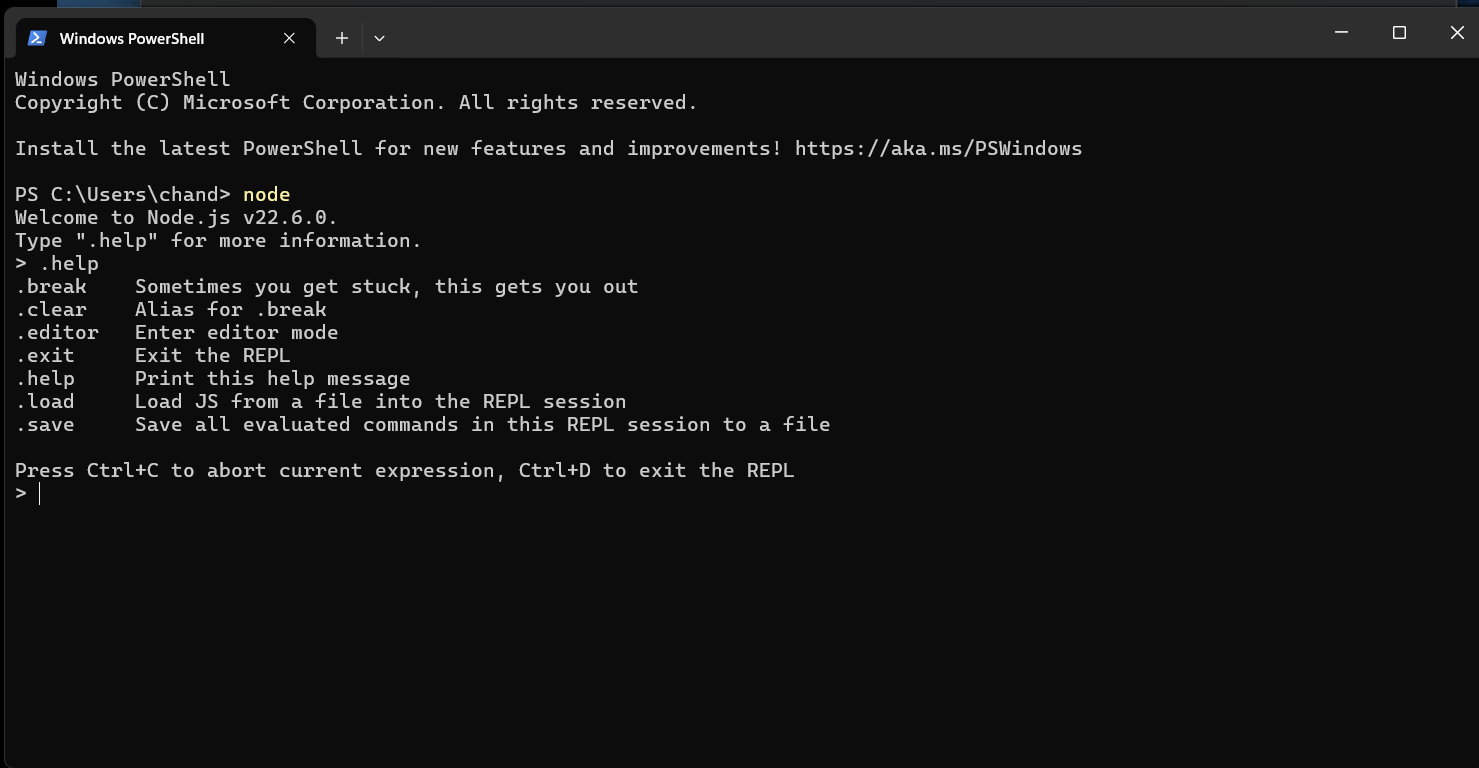 Windows PowerShell
Windows PowerShell
Copyright (C) Microsoft Corporation. All rights reserved.
Install the latest PowerShell for new features and improvements! https://aka.ms/PSWindows
PS C:\Users\chand> node
Welcome to Node.js v22.6.0.
Type ".help" for more information.
> .help
.break    Sometimes you get stuck, this gets you out
.clear    Alias for .break
.editor   Enter editor mode
.exit     Exit the REPL
.help     Print this help message
.load     Load JS from a file into the REPL session
.save     Save all evaluated commands in this REPL session to a file
Press Ctrl+C to abort current expression, Ctrl+D to exit the REPL
>